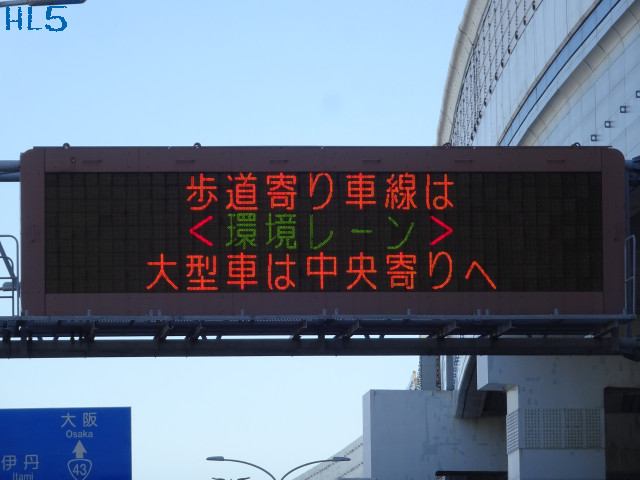 HL5
歩道寄り車線は
<環境レーン>
大型車は中央寄りへ
大阪
Osaka
伊丹
Itami
43